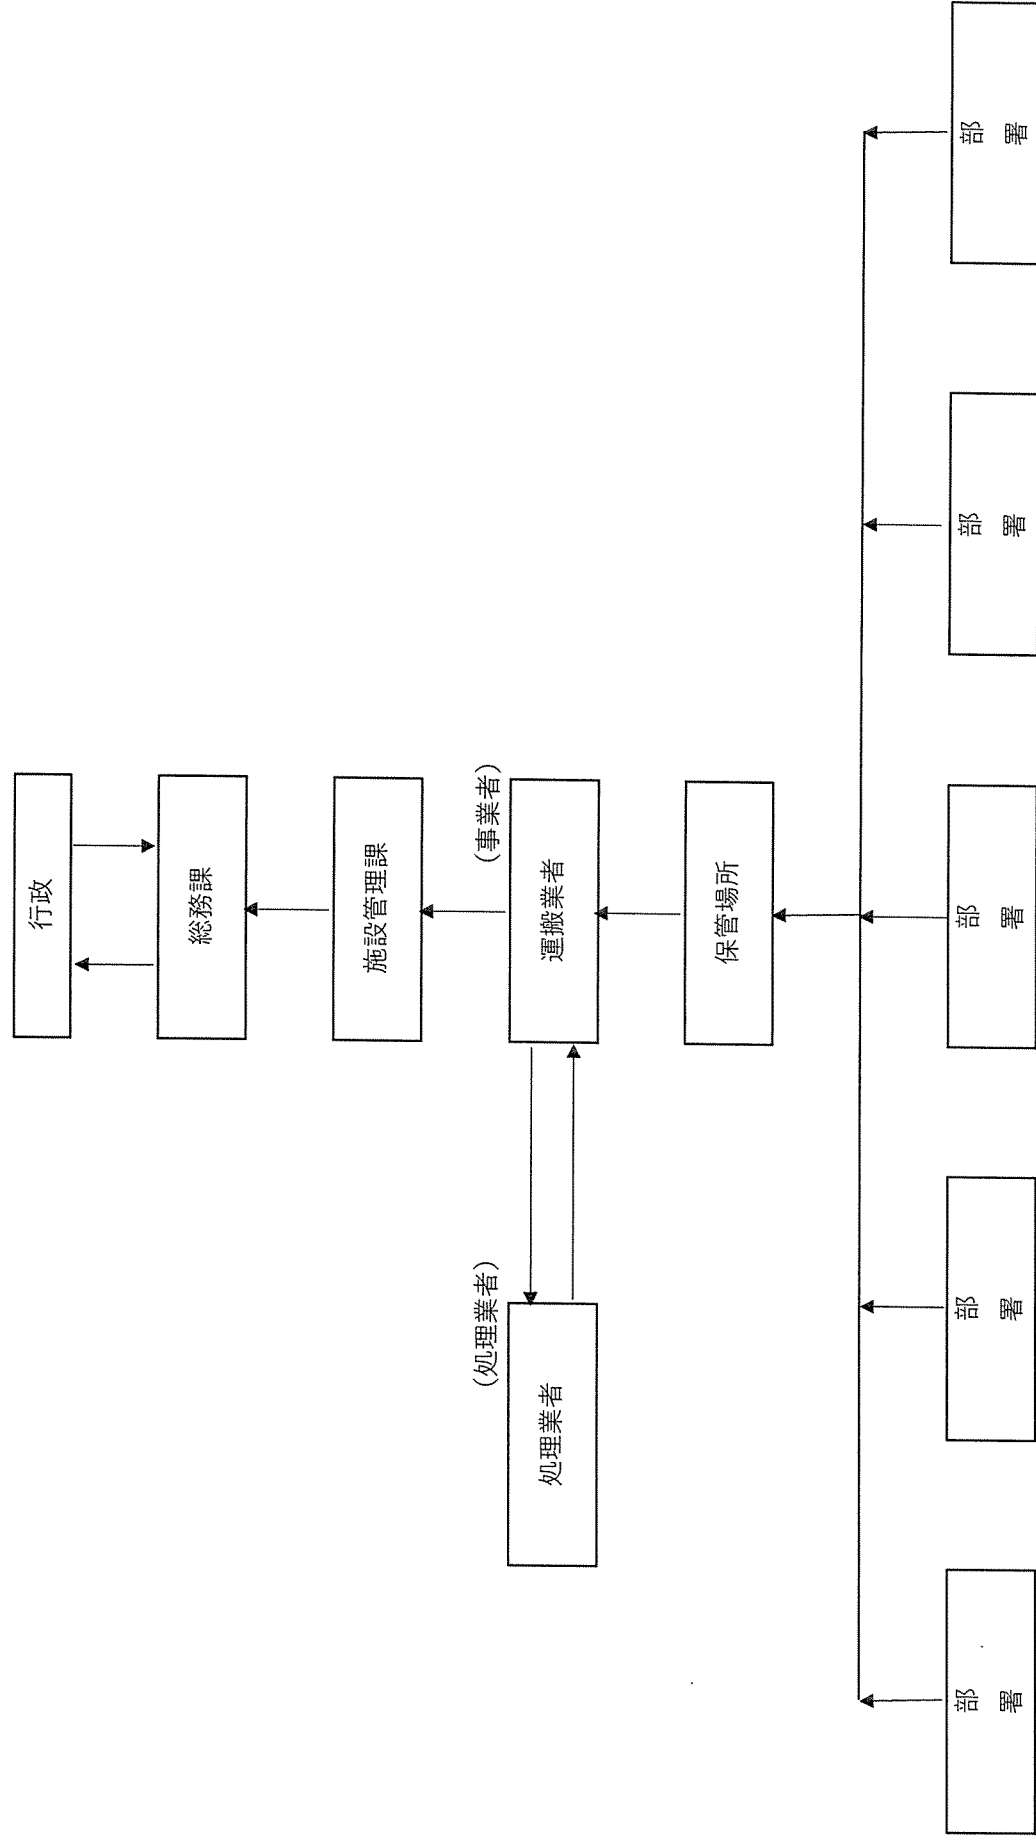 行政
総務課
施設管理課
(処理業者)
(事業者)
処理業者
運搬業者
保管場所
部
署
部
署
部
署
部
署
部
署